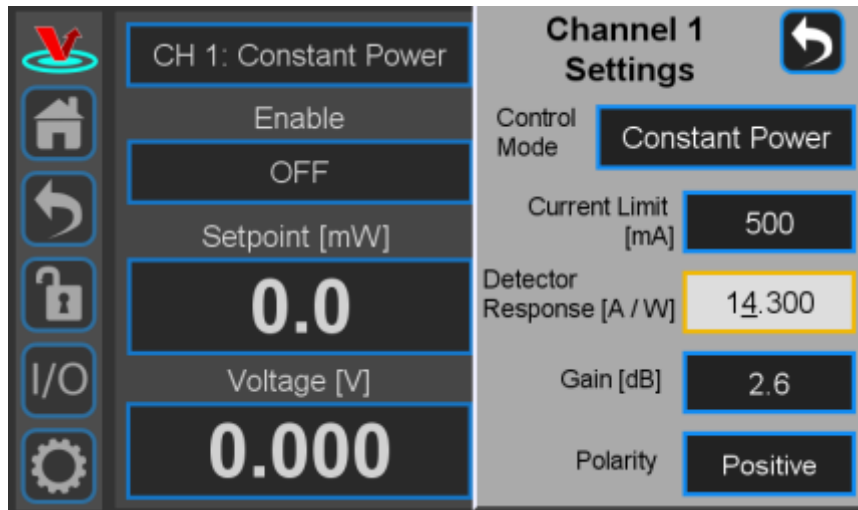 CH 1: Constant Power
Enable
OFF
Setpoint [mW]
0.0
Voltage [V]
0.000
I/O
Channel 1
Settings
Control
Mode
Constant Power
Current Limit
[mA]
500
Detector
Response [A / W]
14.300
Gain [dB]
2.6
Polarity
Positive